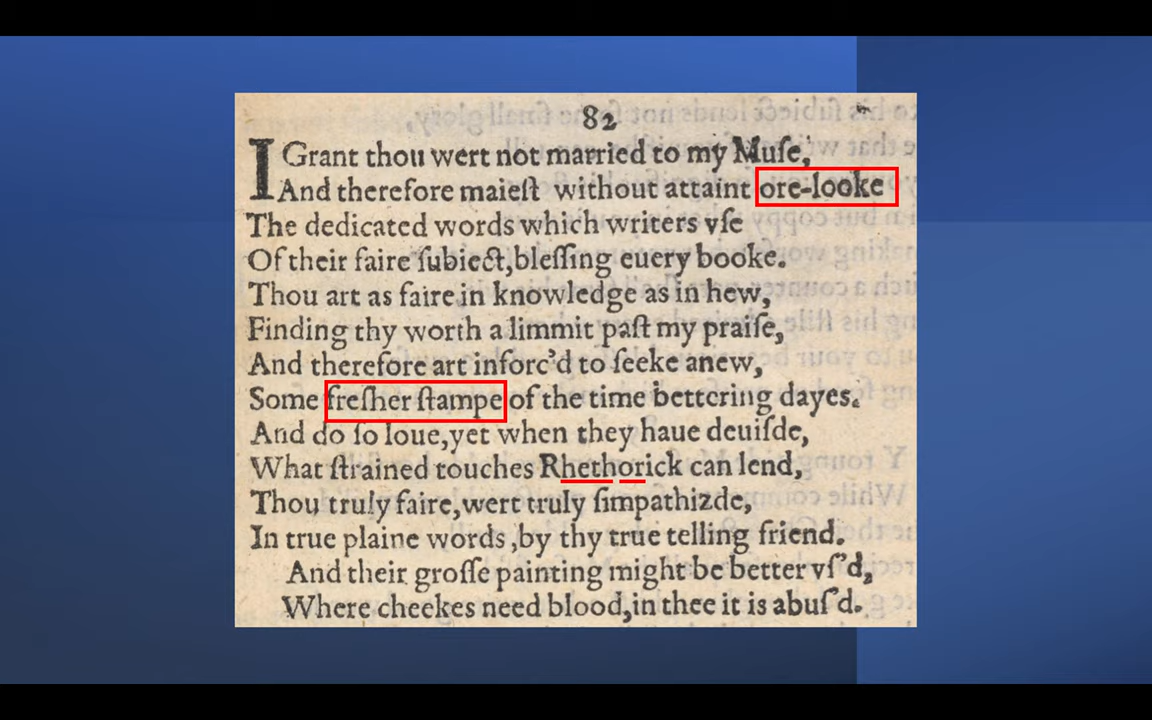 82
I Grant thou wert not married to my Muſe,
And therefore maieſt without attaint ore-looke
The dedicated words which writers vſe
Of their faire ſubiect,bleſſing euery booke.
Thou art as faire in knowledge as in hew,
Finding thy worth a limmit paſt my praiſe,
And therefore art inforc'd to ſeeke anew,
Some freſher ſtampe of the time bettering dayes.
And do ſo loue,yet when they haue deuiſde,
What ſtrained touches Rhethorick can lend,
Thou truly faire,wert truly ſimpathizde,
In true plaine words,by thy true telling friend.
And their groſſe painting might be better vſ'd,
Where cheekes need blood,in thee it is abuſ'd.